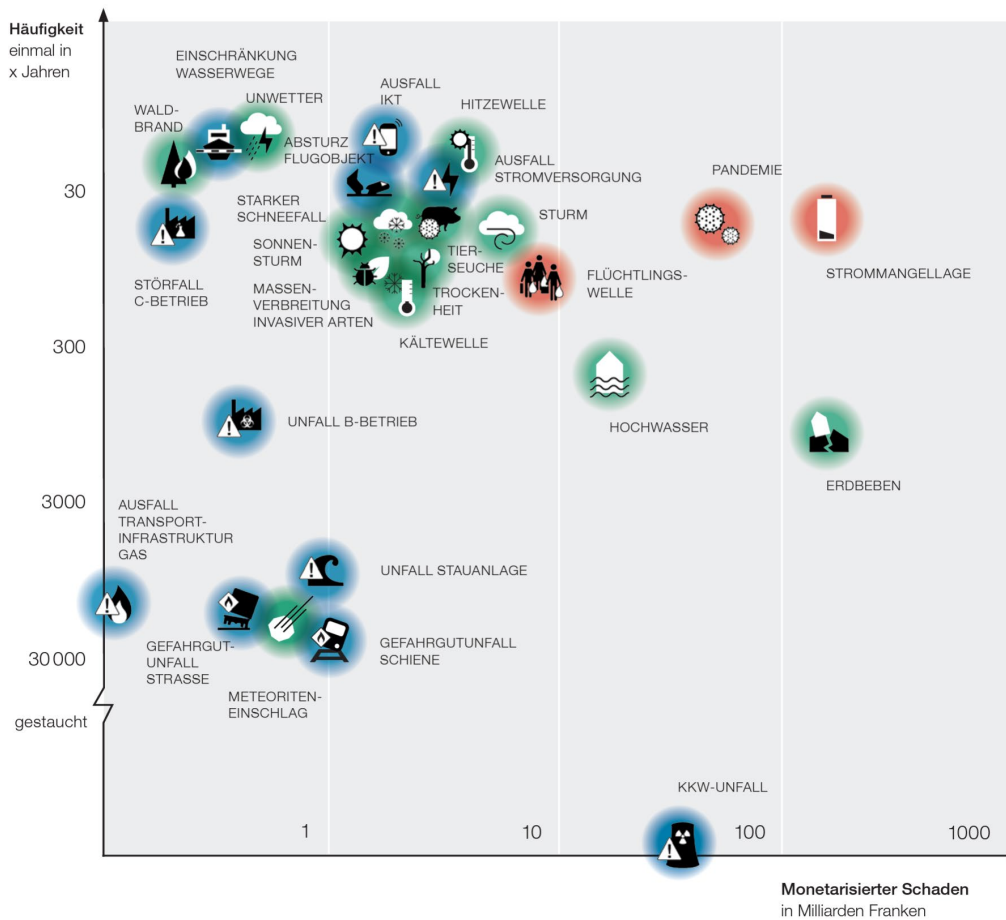 Häufigkeit
einmal in
x Jahren
EINSCHRÄNKUNG
WASSERWEGE
UNWETTER
WALD-
BRAND
AUSFALL
IKT
HITZEWELLE
ABSTURZ
FLUGOBJEKT
AUSFALL
STROMVERSORGUNG
PANDEMIE
30
STARKER
SCHNEEFALL
STURM
SONNEN-
STURM
TIER-
SEUCHE
STÖRFALL
C-BETRIEB
MASSEN-
VERBREITUNG
INVASIVER ARTEN
TROCKEN-
HEIT
FLÜCHTLINGS-
WELLE
STROMMANGELLAGE
KÄLTEWELLE
300
UNFALL B-BETRIEB
HOCHWASSER
ERDBEBEN
3000
AUSFALL
TRANSPORT-
INFRASTRUKTUR
GAS
UNFALL STAUANLAGE
GEFAHRGUT-
UNFALL
STRASSE
GEFAHRGUTUNFALL
SCHIENE
30 000
METEORITEN-
EINSCHLAG
gestaucht
KKW-UNFALL
1
10
100
1000
Monetarisierter Schaden
in Milliarden Franken